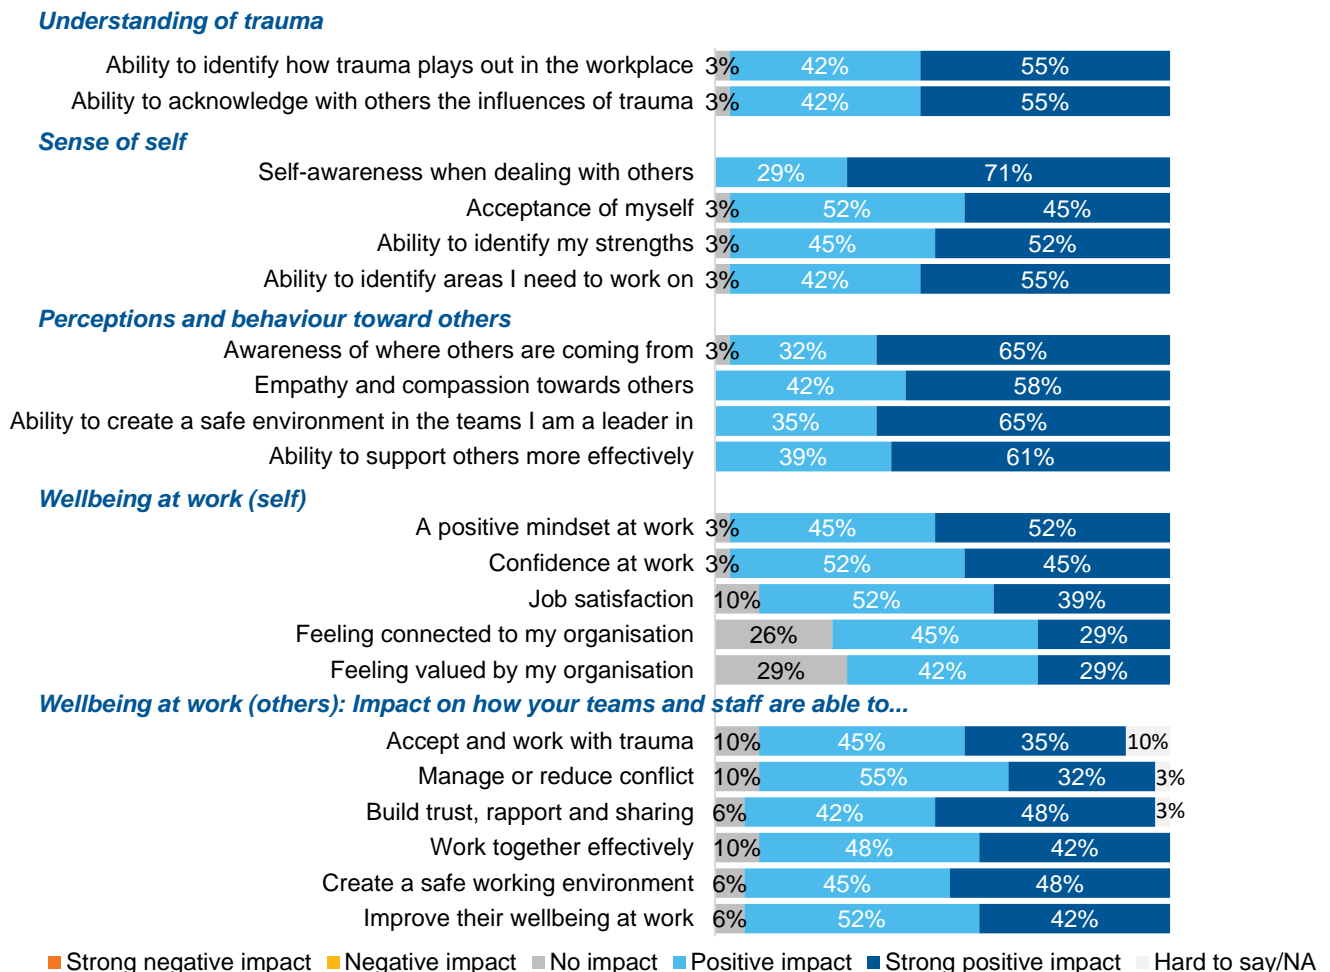 Understanding of trauma
Ability to identify how trauma plays out in the workplace 3% 42% 55%
Ability to acknowledge with others the influences of trauma 3% 42% 55%
Sense of self
Self-awareness when dealing with others 29% 71%
Acceptance of myself 3% 52% 45%
Ability to identify my strengths 3% 45% 52%
Ability to identify areas I need to work on 3% 42% 55%
Perceptions and behaviour toward others
Awareness of where others are coming from 3% 32% 65%
Empathy and compassion towards others 42% 58%
Ability to create a safe environment in the teams I am a leader in 35% 65%
Ability to support others more effectively 39% 61%
Wellbeing at work (self)
A positive mindset at work 3% 45% 52%
Confidence at work 3% 52% 45%
Job satisfaction 10% 52% 39%
Feeling connected to my organisation 26% 45% 29%
Feeling valued by my organisation 29% 42% 29%
Wellbeing at work (others): Impact on how your teams and staff are able to...
Accept and work with trauma 10% 45% 35% 10%
Manage or reduce conflict 10% 55% 32% 3%
Build trust, rapport and sharing 6% 42% 48% 3%
Work together effectively 10% 48% 42%
Create a safe working environment 6% 45% 48%
Improve their wellbeing at work 6% 52% 42%
Strong negative impact Negative impact No impact Positive impact Strong positive impact Hard to say/NA